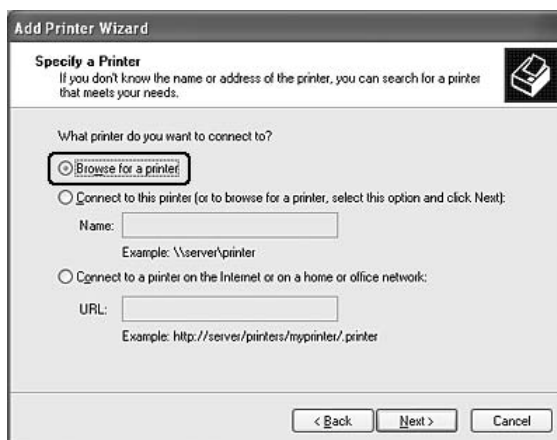 Add Printer Wizard
Specify a Printer
If you don't know the name or address of the printer, you can search for a printer
that meets your needs.
What printer do you want to connect to?
Browse for a printer
Connect to this printer (or to browse for a printer, select this option and click Next):
Name:
Example: \\server\printer
Connect to a printer on the Internet or on a home or office network:
URL:
Example: http://server/printers/myprinter/.printer
< Back Next > Cancel